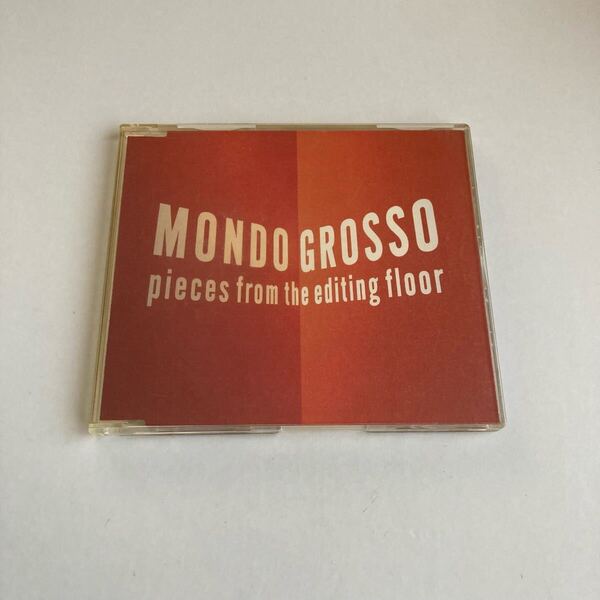 MONDO GROSSO
pieces from the editing floor